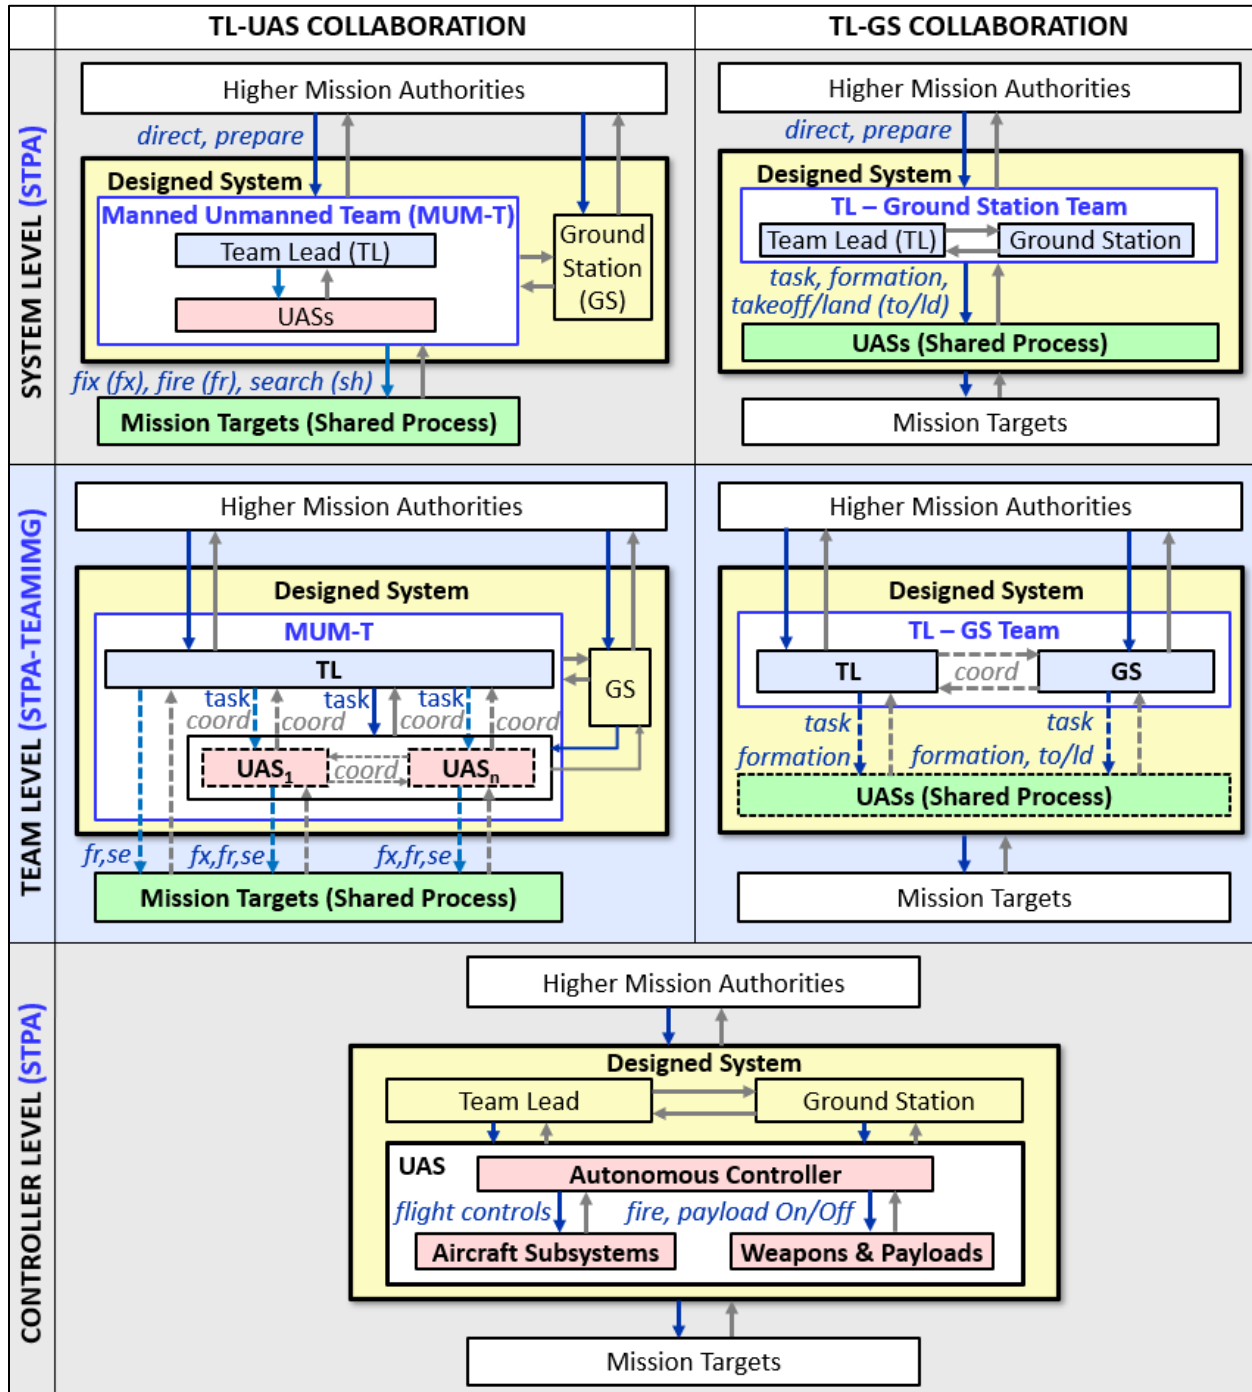 TL-UAS COLLABORATION
TL-GS COLLABORATION
SYSTEM LEVEL (STPA)
Higher Mission Authorities
direct, prepare
Designed System
Manned Unmanned Team (MUM-T)
Team Lead (TL)
UASs
Ground
Station
(GS)
fix (fx), fire (fr), search (sh)
Mission Targets (Shared Process)
Higher Mission Authorities
direct, prepare
Designed System
TL – Ground Station Team
Team Lead (TL)
Ground Station
task, formation,
takeoff/land (to/ld)
UASs (Shared Process)
Mission Targets
TEAM LEVEL (STPA-TEAMIMG)
Higher Mission Authorities
Designed System
MUM-T
TL
GS
task
task
task
coord
coord
coord
coord
UAS1
coord
UASn
fr,se
fx,fr,se
fx,fr,se
Mission Targets (Shared Process)
Higher Mission Authorities
Designed System
TL – GS Team
TL
coord
GS
task
formation
task
formation, to/ld
UASs (Shared Process)
Mission Targets
CONTROLLER LEVEL (STPA)
Higher Mission Authorities
Designed System
Team Lead
Ground Station
UAS
Autonomous Controller
flight controls
fire, payload On/Off
Aircraft Subsystems
Weapons & Payloads
Mission Targets